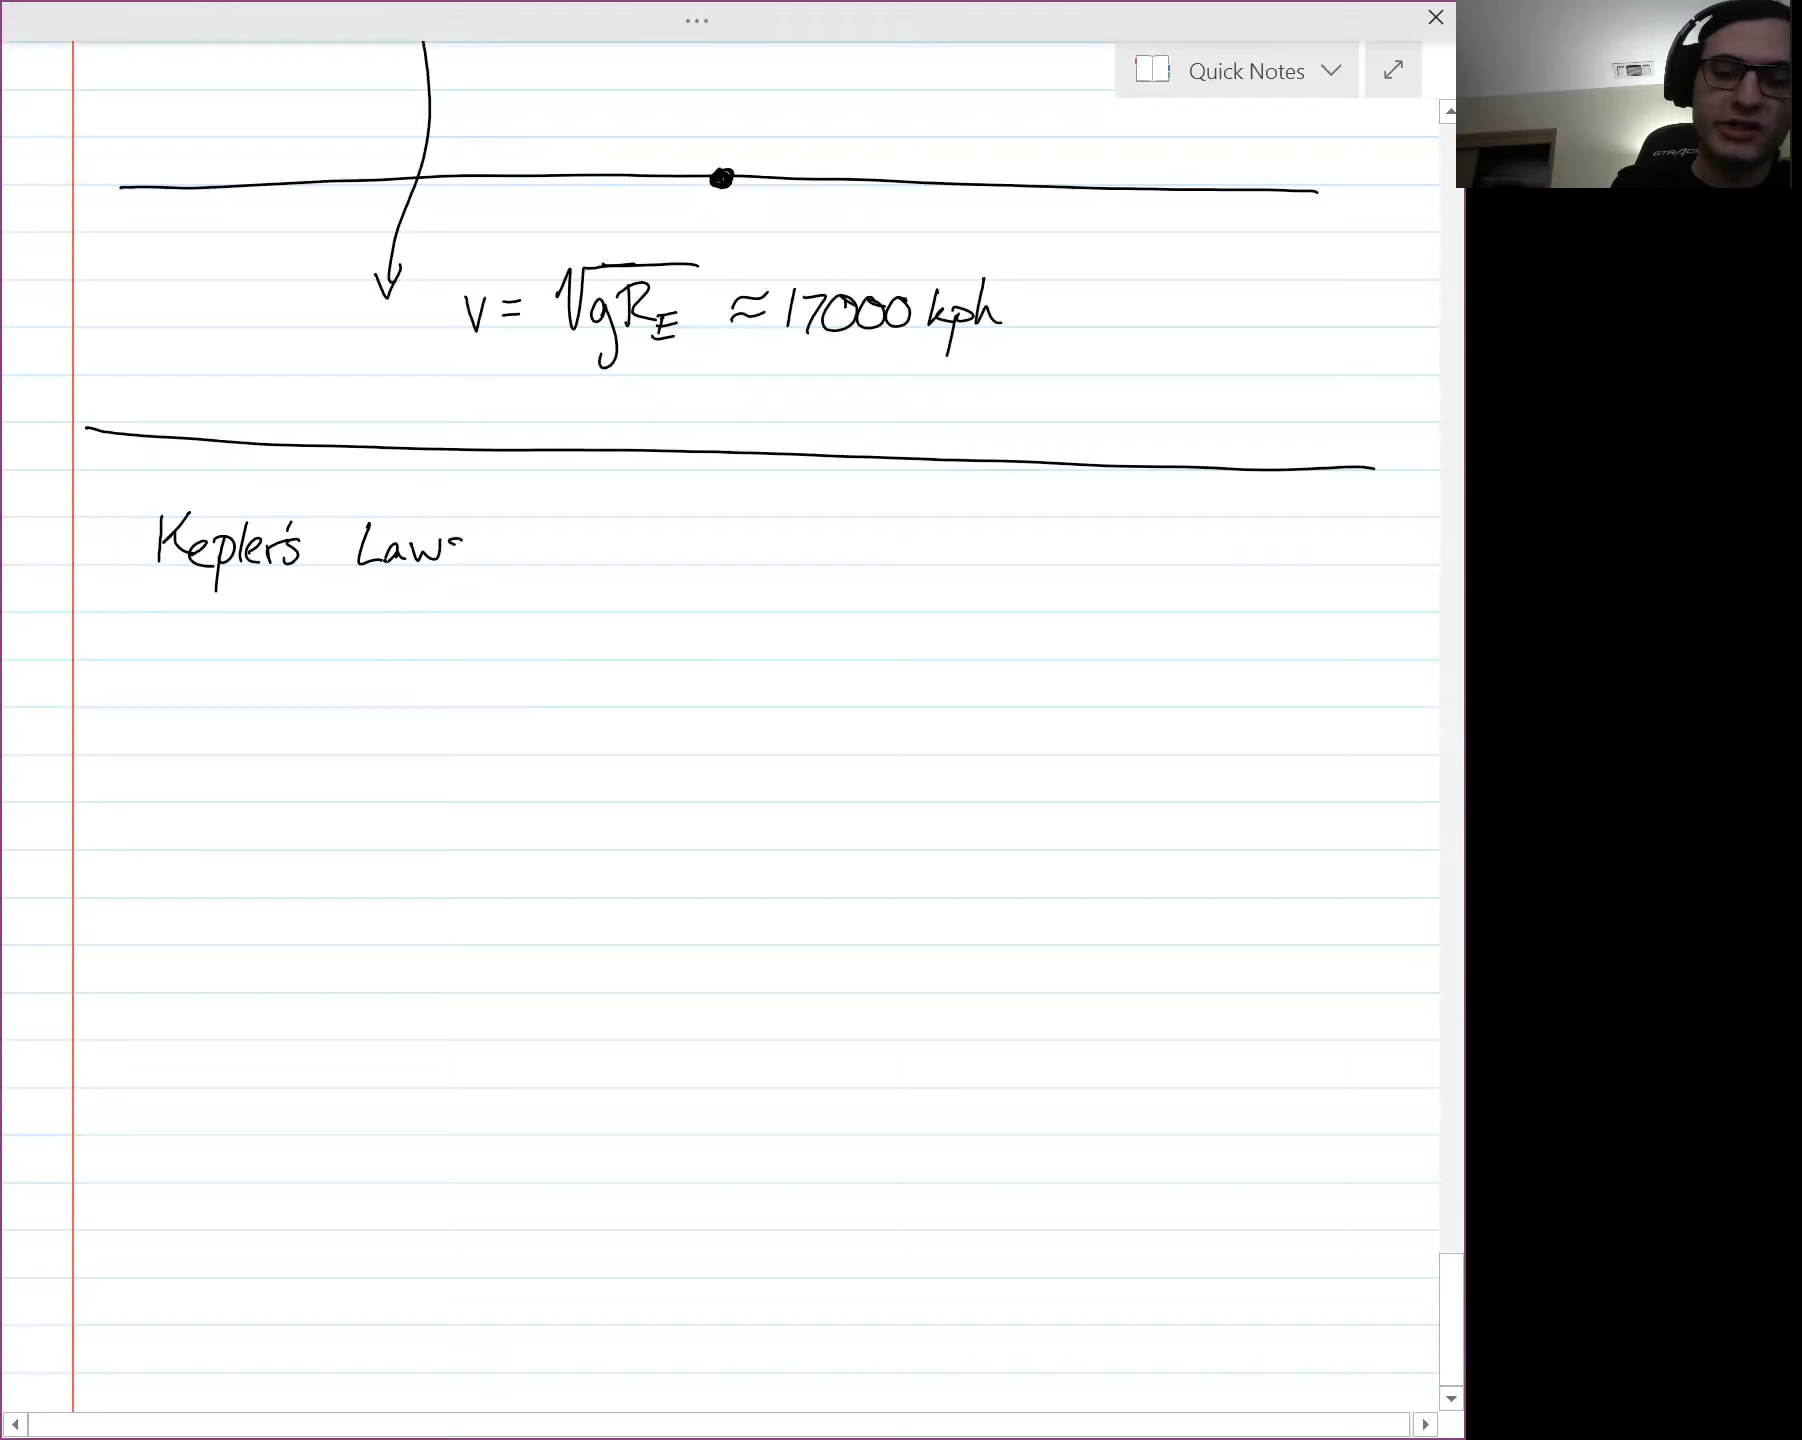 Quick Notes
v = √gR_E ≈ 17000 kph
Kepler's Laws